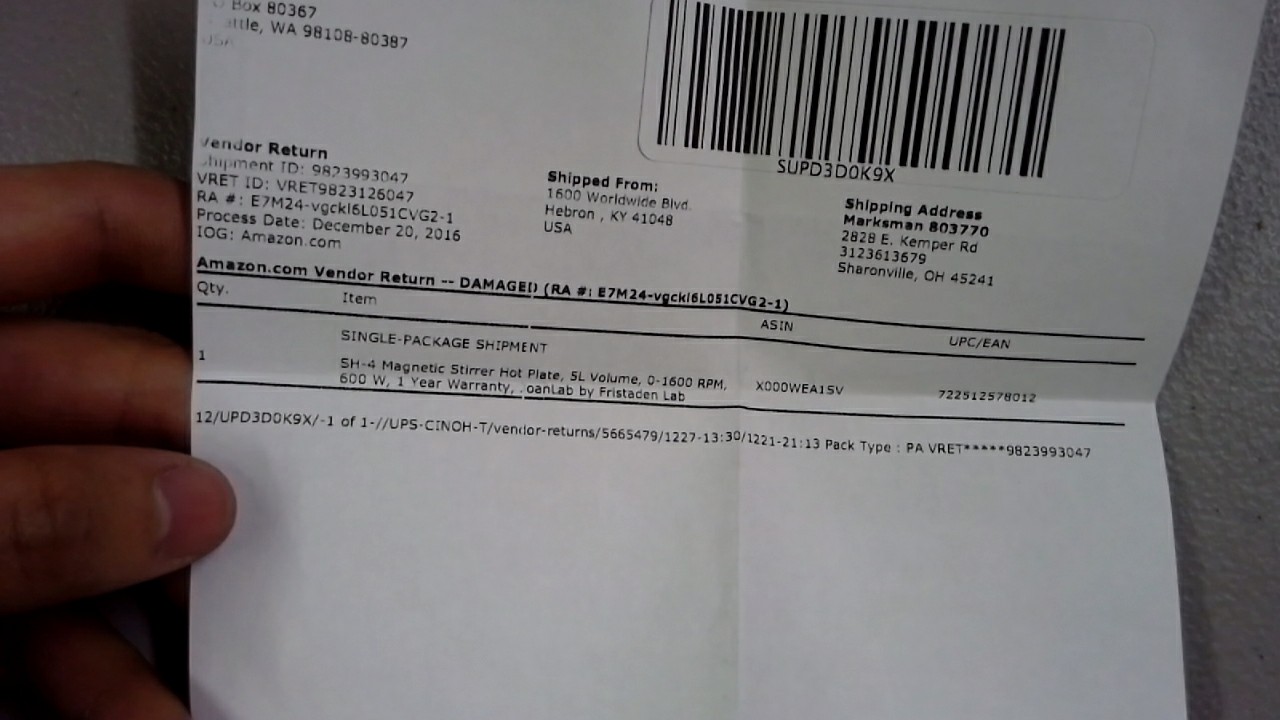 Box 80367
WA 98108-80387
USA
SUPD3D0K9X
Vendor Return
Shipment ID: 9823993047
VRET ID: VRET9823126047
RA #: E7M24-vgckl6L051CVG2-1
Process Date: December 20, 2016
IOG: Amazon.com
Shipped From:
1600 Worldwide Blvd.
Hebron , KY 41048
USA
Shipping Address
Marksman 803770
2828 E. Kemper Rd
3123613679
Sharonville, OH 45241
Amazon.com Vendor Return -- DAMAGED (RA #: E7M24-vgckl6L051CVG2-1)
Qty. Item ASIN UPC/EAN
SINGLE-PACKAGE SHIPMENT
1 SH-4 Magnetic Stirrer Hot Plate, 5L Volume, 0-1600 RPM, X000WEA1SV 722512578012
600 W, 1 Year Warranty, by Fristaden Lab
12/UPD3D0K9X/-1 of 1-//UPS-CINOH-T/vendor-returns/5665479/1227-13:30/1221-21:13 Pack Type : PA VRET*****9823993047